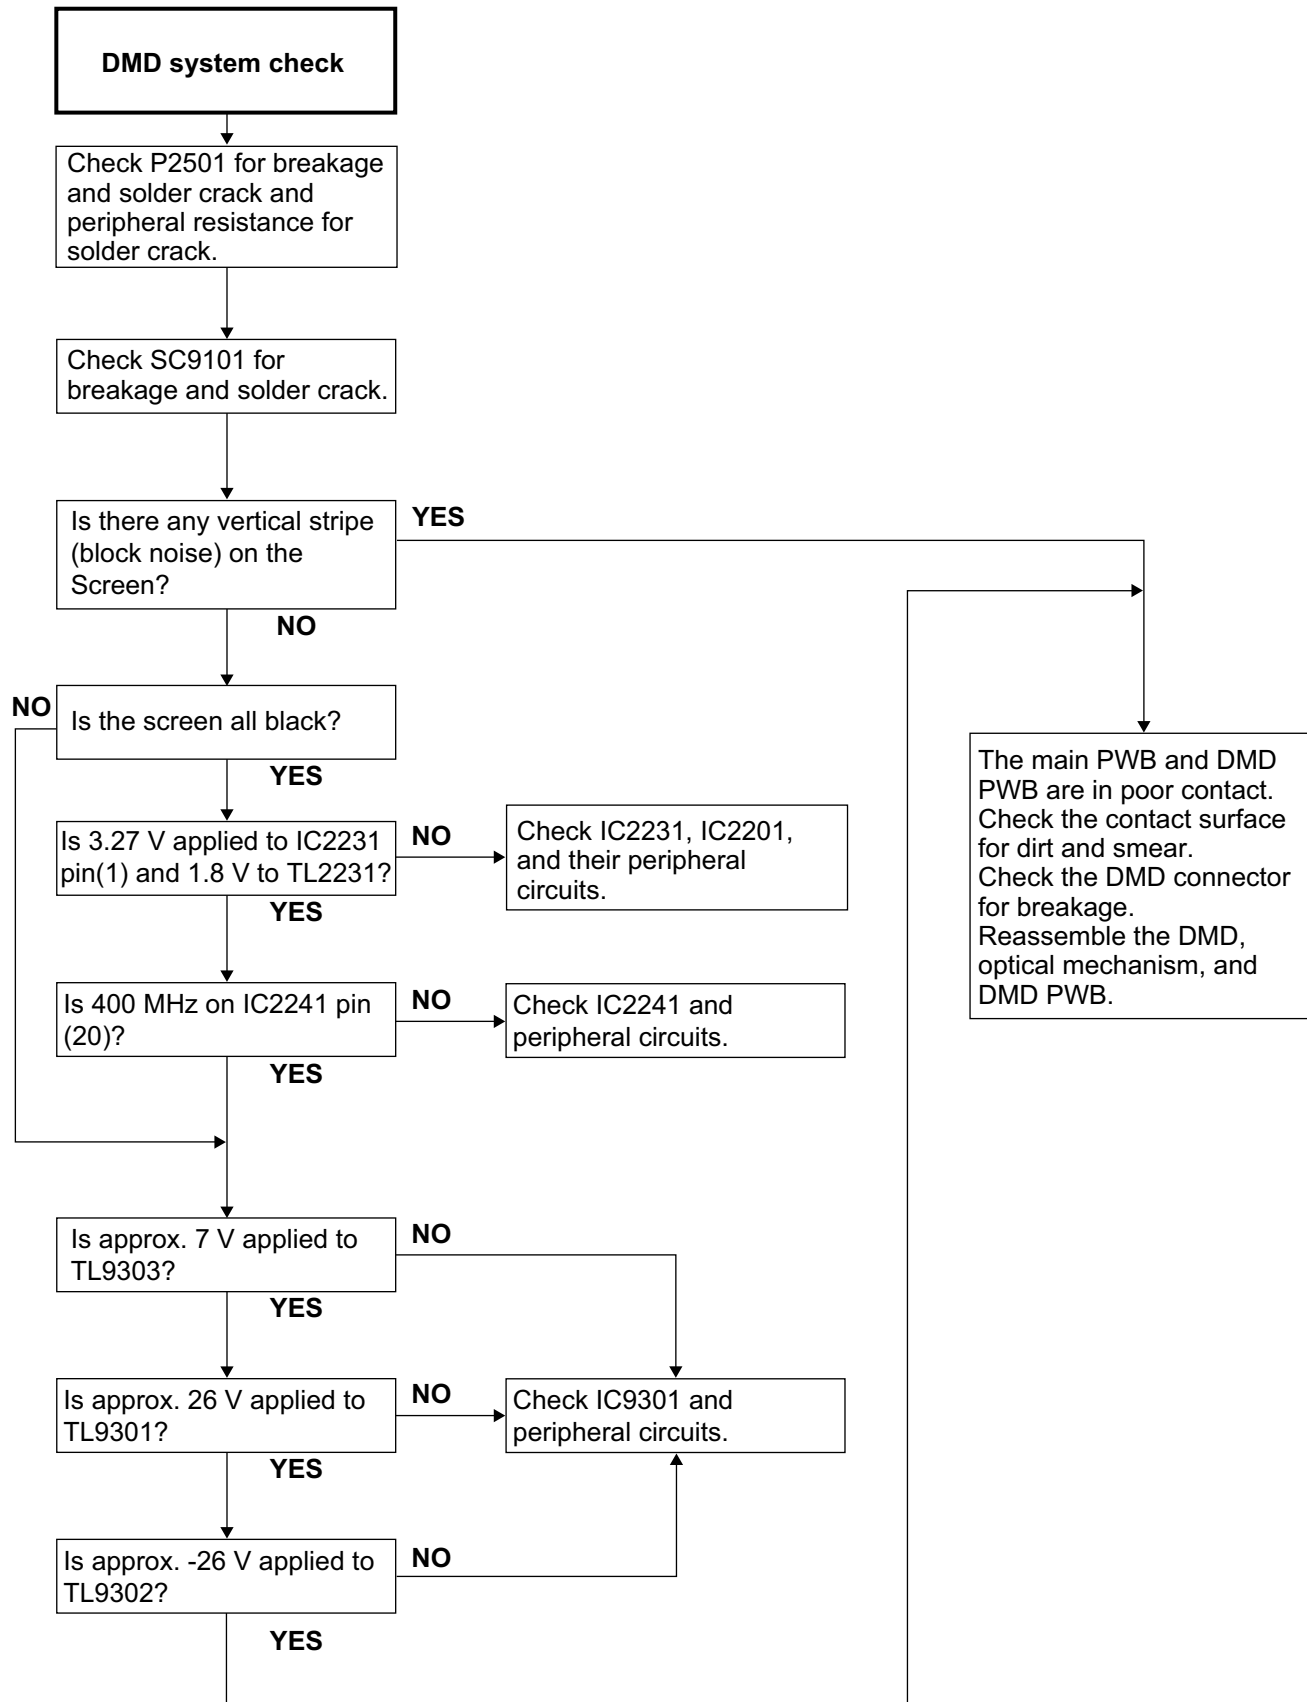 DMD system check
Check P2501 for breakage
and solder crack and
peripheral resistance for
solder crack.
Check SC9101 for
breakage and solder crack.
Is there any vertical stripe
(block noise) on the
Screen?
YES
NO
NO
Is the screen all black?
YES
The main PWB and DMD
PWB are in poor contact.
Check the contact surface
for dirt and smear.
Check the DMD connector
for breakage.
Reassemble the DMD,
optical mechanism, and
DMD PWB.
Is 3.27 V applied to IC2231
pin(1) and 1.8 V to TL2231?
NO
Check IC2231, IC2201,
and their peripheral
circuits.
YES
Is 400 MHz on IC2241 pin
(20)?
NO
Check IC2241 and
peripheral circuits.
YES
Is approx. 7 V applied to
TL9303?
NO
YES
Is approx. 26 V applied to
TL9301?
NO
Check IC9301 and
peripheral circuits.
YES
Is approx. -26 V applied to
TL9302?
NO
YES